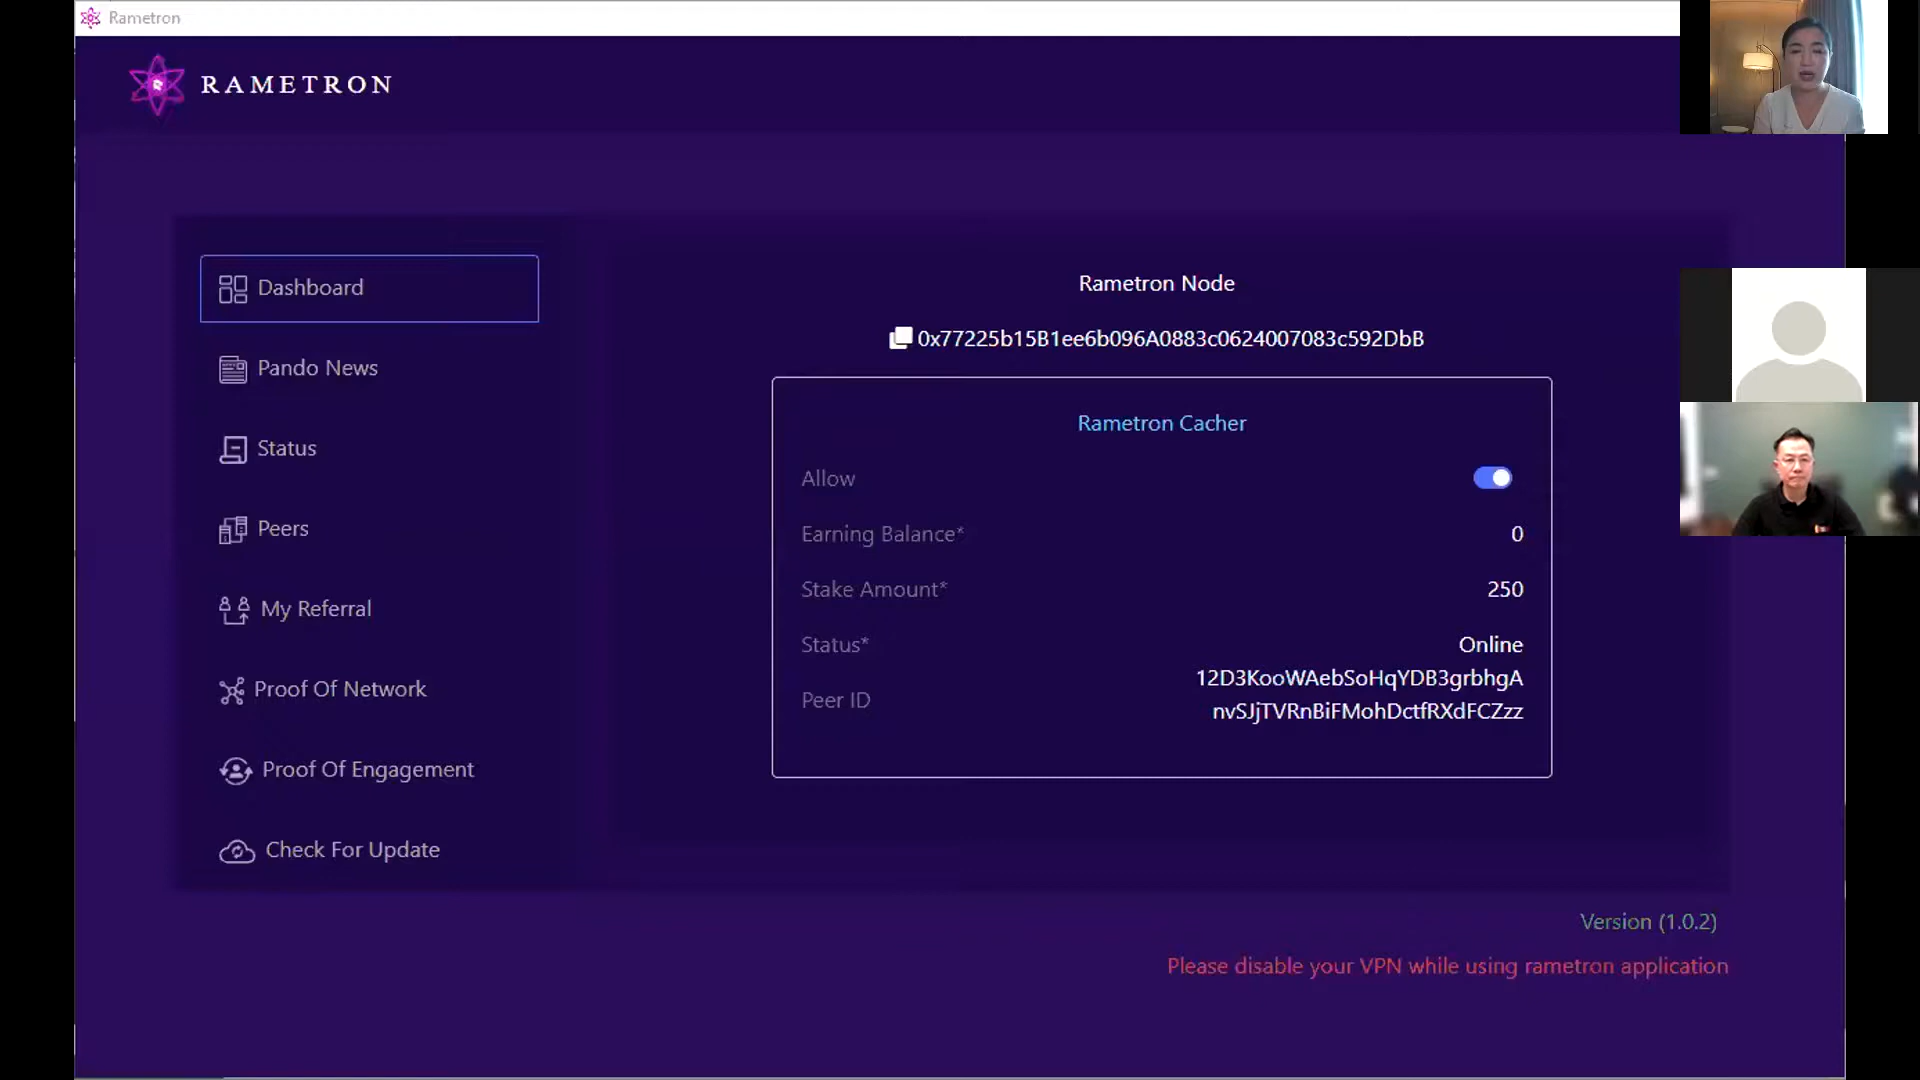 Rametron
RAMETRON
Dashboard
Pando News
Status
Peers
My Referral
Proof Of Network
Proof Of Engagement
Check For Update
Rametron Node
0x77225b15B1ee6b096A0883c0624007083c592DbB
Rametron Cacher
Allow
Earning Balance* 0
Stake Amount* 250
Status* Online
Peer ID 12D3KooWAebSoHqYDB3grbhgA
nvSJjTVRnBiFMohDctfRXdFCZzz
Version (1.0.2)
Please disable your VPN while using rametron application